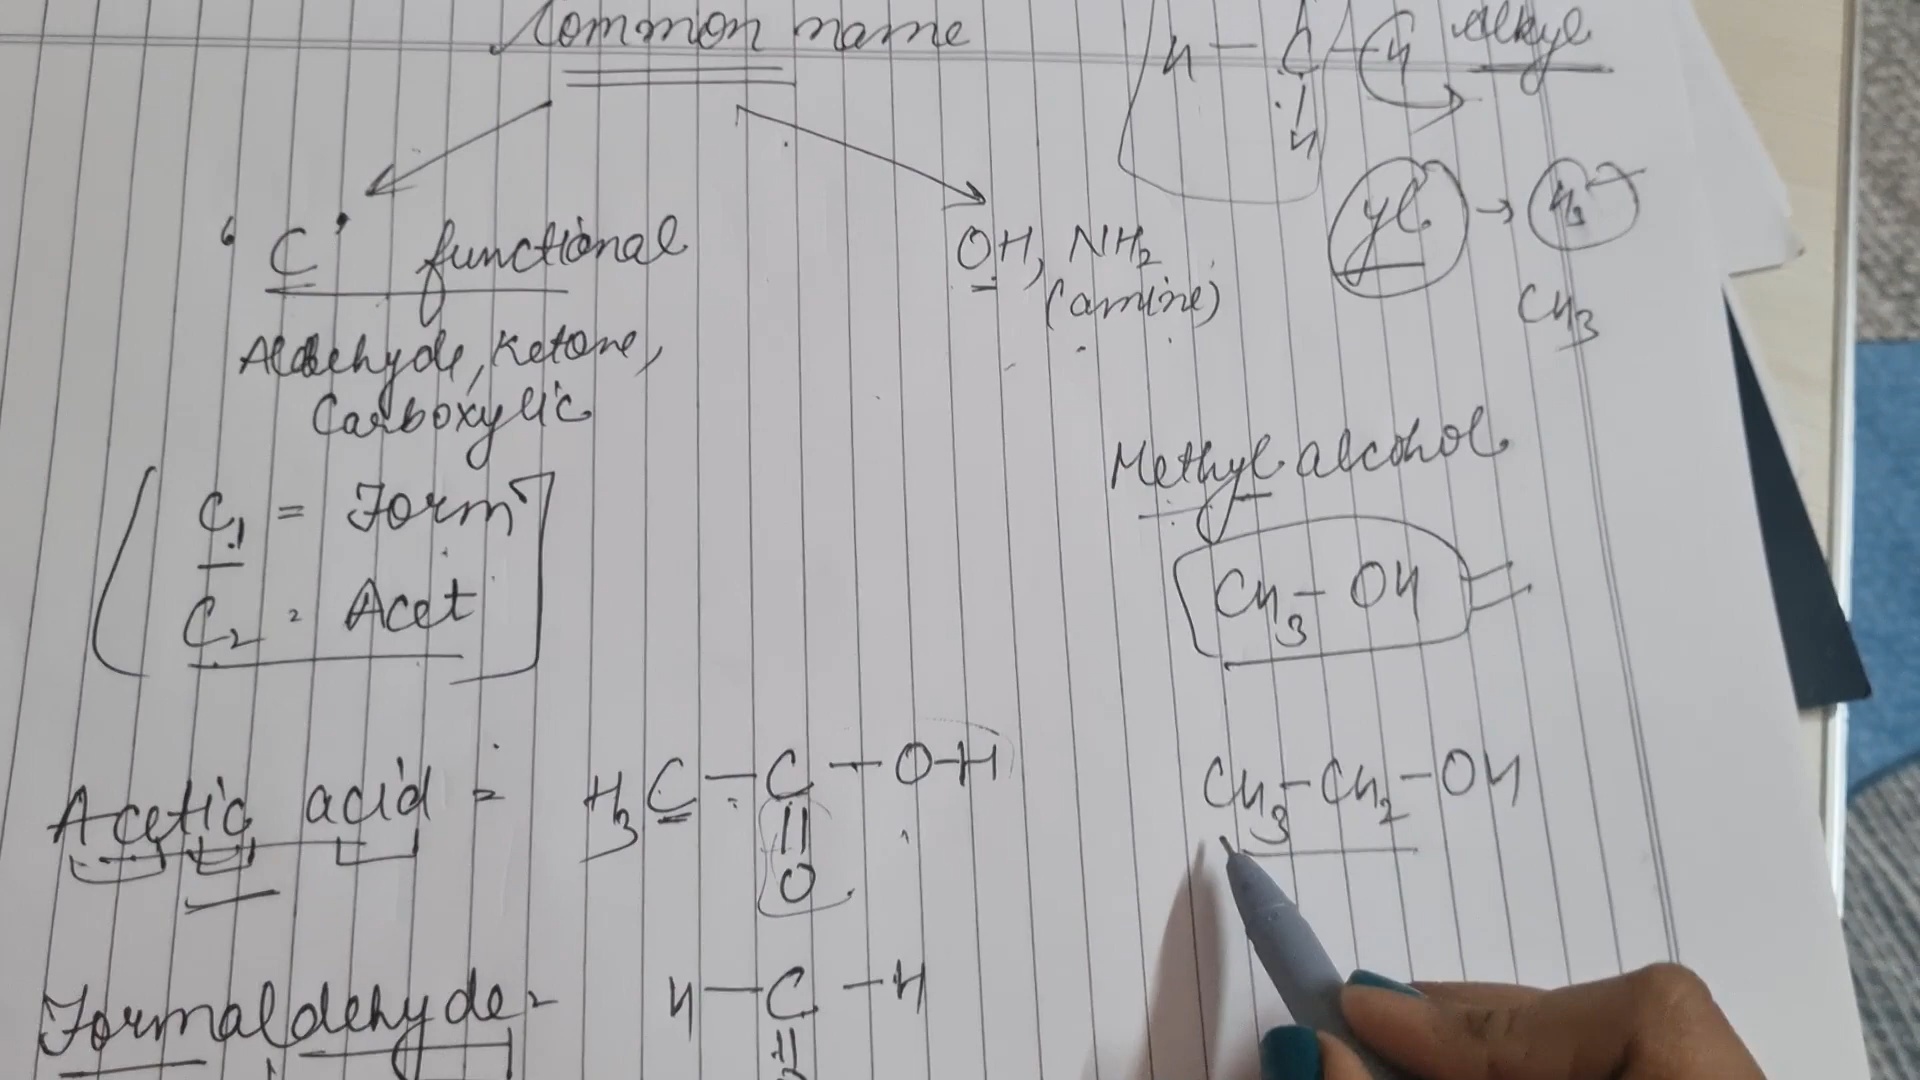 Common name
H - C - H alkyl
H
yl → H
CH3
"C" functional
Aldehyde, Ketone,
Carboxylic
OH, NH2
(amine)
C1 = Form
C2 = Acet
Methyl alcohol
CH3 - OH
Acetic acid = H3C - C - O-H
O
CH3 - CH2 - OH
Formaldehyde = H - C - H